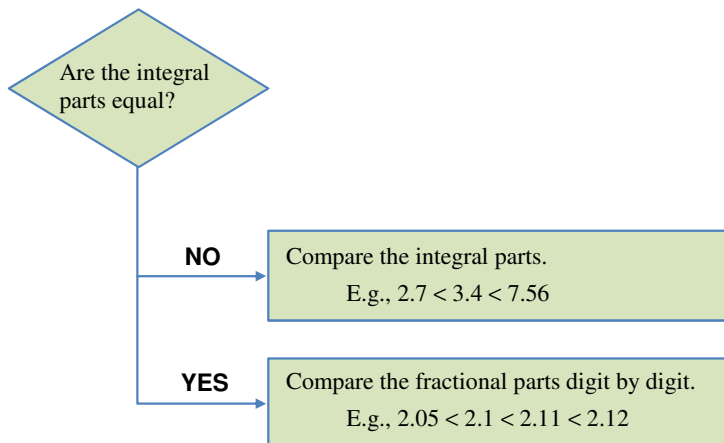 Are the integral
parts equal?
NO
Compare the integral parts.
E.g., 2.7 < 3.4 < 7.56
YES
Compare the fractional parts digit by digit.
E.g., 2.05 < 2.1 < 2.11 < 2.12